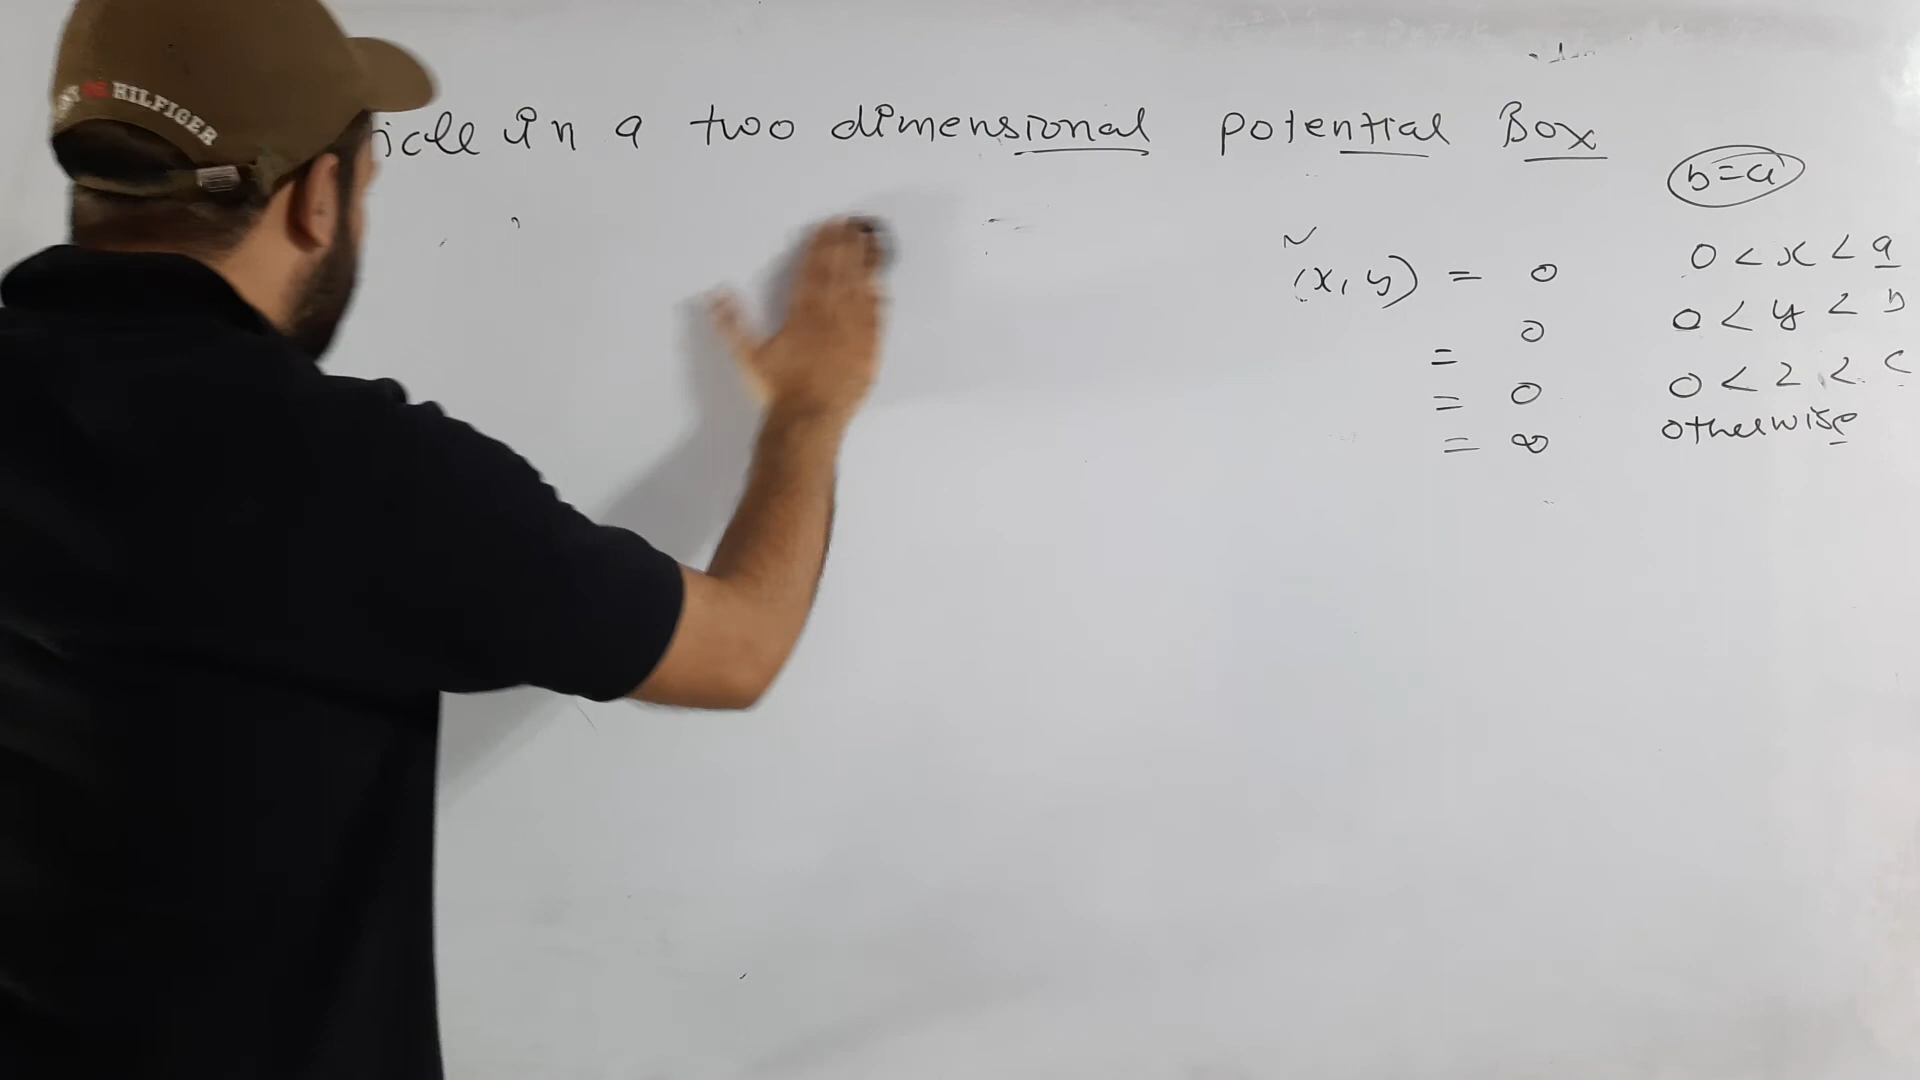 HILFIGER
icle in a two dimensional potential Box
b=a
(x, y) = 0 0 < x < a
= 0 0 < y < b
= 0 0 < z < c
= ∞ otherwise